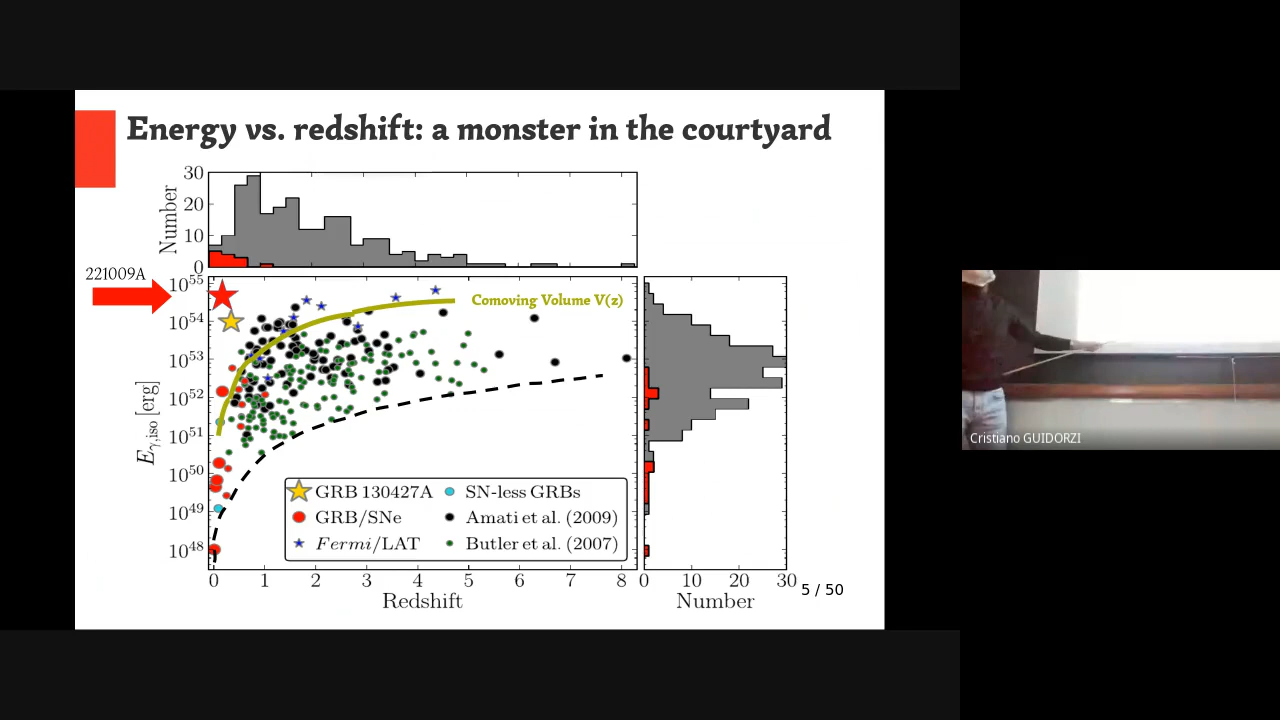 Energy vs. redshift: a monster in the courtyard
30
20
10
0
Number
221009A
10^55
10^54
10^53
10^52
10^51
10^50
10^49
10^48
E_γ,iso [erg]
Comoving Volume V(z)
GRB 130427A
SN-less GRBs
GRB/SNe
Amati et al. (2009)
Fermi/LAT
Butler et al. (2007)
0 1 2 3 4 5 6 7 8
Redshift
0 10 20 30
Number
5 / 50
Cristiano GUIDORZI